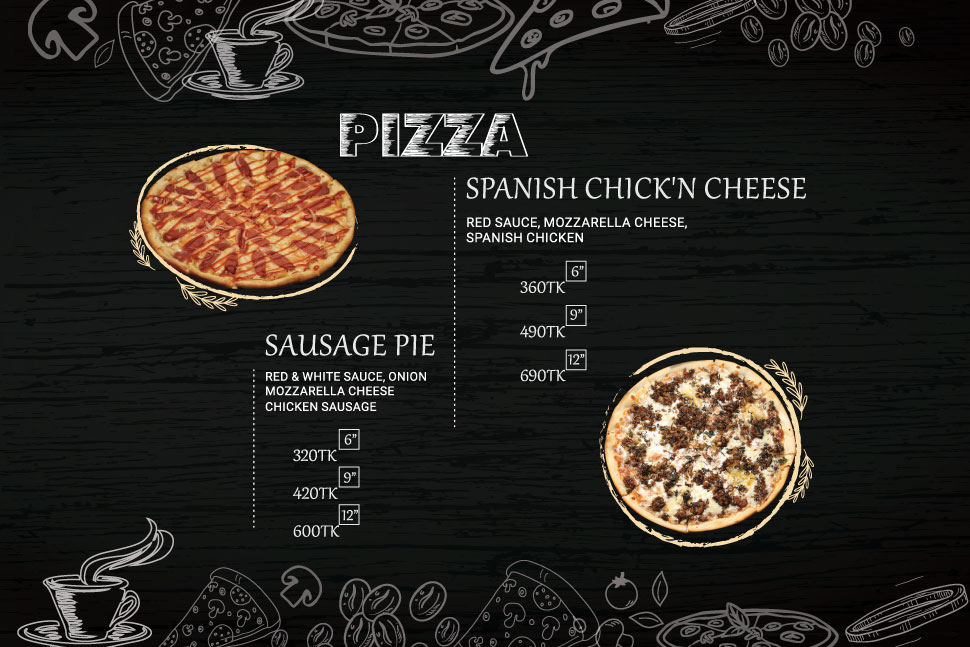 PIZZA
SPANISH CHICK'N CHEESE
RED SAUCE, MOZZARELLA CHEESE,
SPANISH CHICKEN
360TK 6”
490TK 9”
690TK 12”
SAUSAGE PIE
RED & WHITE SAUCE, ONION
MOZZARELLA CHEESE
CHICKEN SAUSAGE
320TK 6”
420TK 9”
600TK 12”